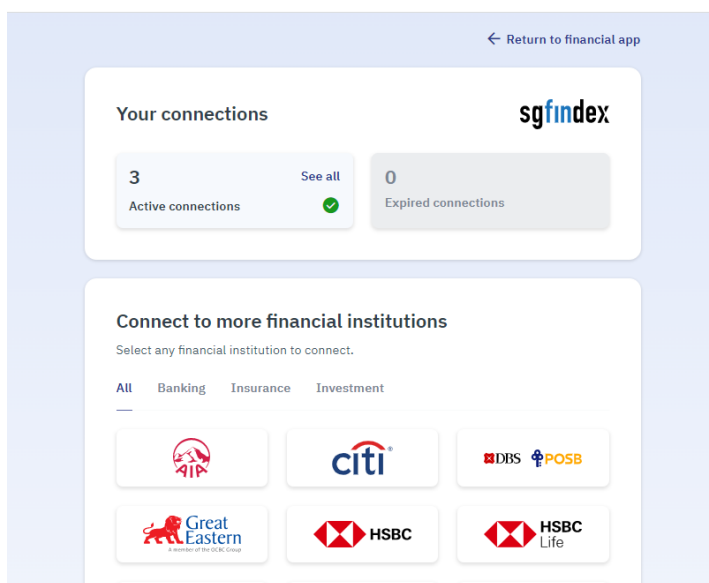 ← Return to financial app
Your connections
sgfindex
3
See all
Active connections
0
Expired connections
Connect to more financial institutions
Select any financial institution to connect.
All Banking Insurance Investment
AIA
citi®
DBS POSB
Great
Eastern
A member of the OCBC Group
HSBC
HSBC
Life